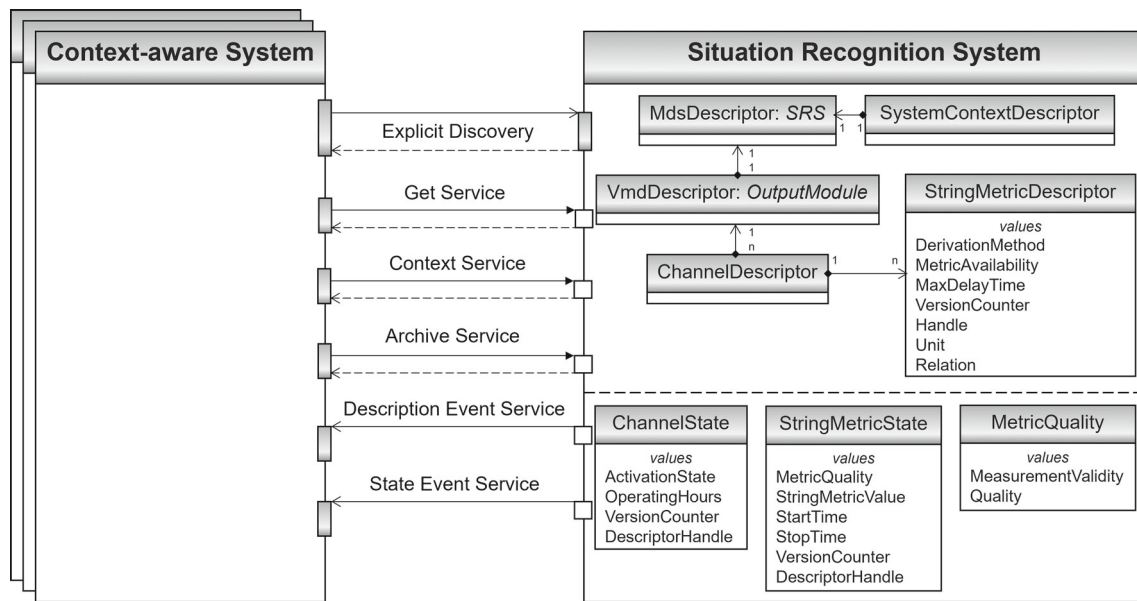 Context-aware System
Situation Recognition System
Explicit Discovery
Get Service
Context Service
Archive Service
Description Event Service
State Event Service
MdsDescriptor: SRS
1
1
SystemContextDescriptor
1
1
VmdDescriptor: OutputModule
1
n
ChannelDescriptor
1
n
StringMetricDescriptor
values
DerivationMethod
MetricAvailability
MaxDelayTime
VersionCounter
Handle
Unit
Relation
ChannelState
values
ActivationState
OperatingHours
VersionCounter
DescriptorHandle
StringMetricState
values
MetricQuality
StringMetricValue
StartTime
StopTime
VersionCounter
DescriptorHandle
MetricQuality
values
MeasurementValidity
Quality